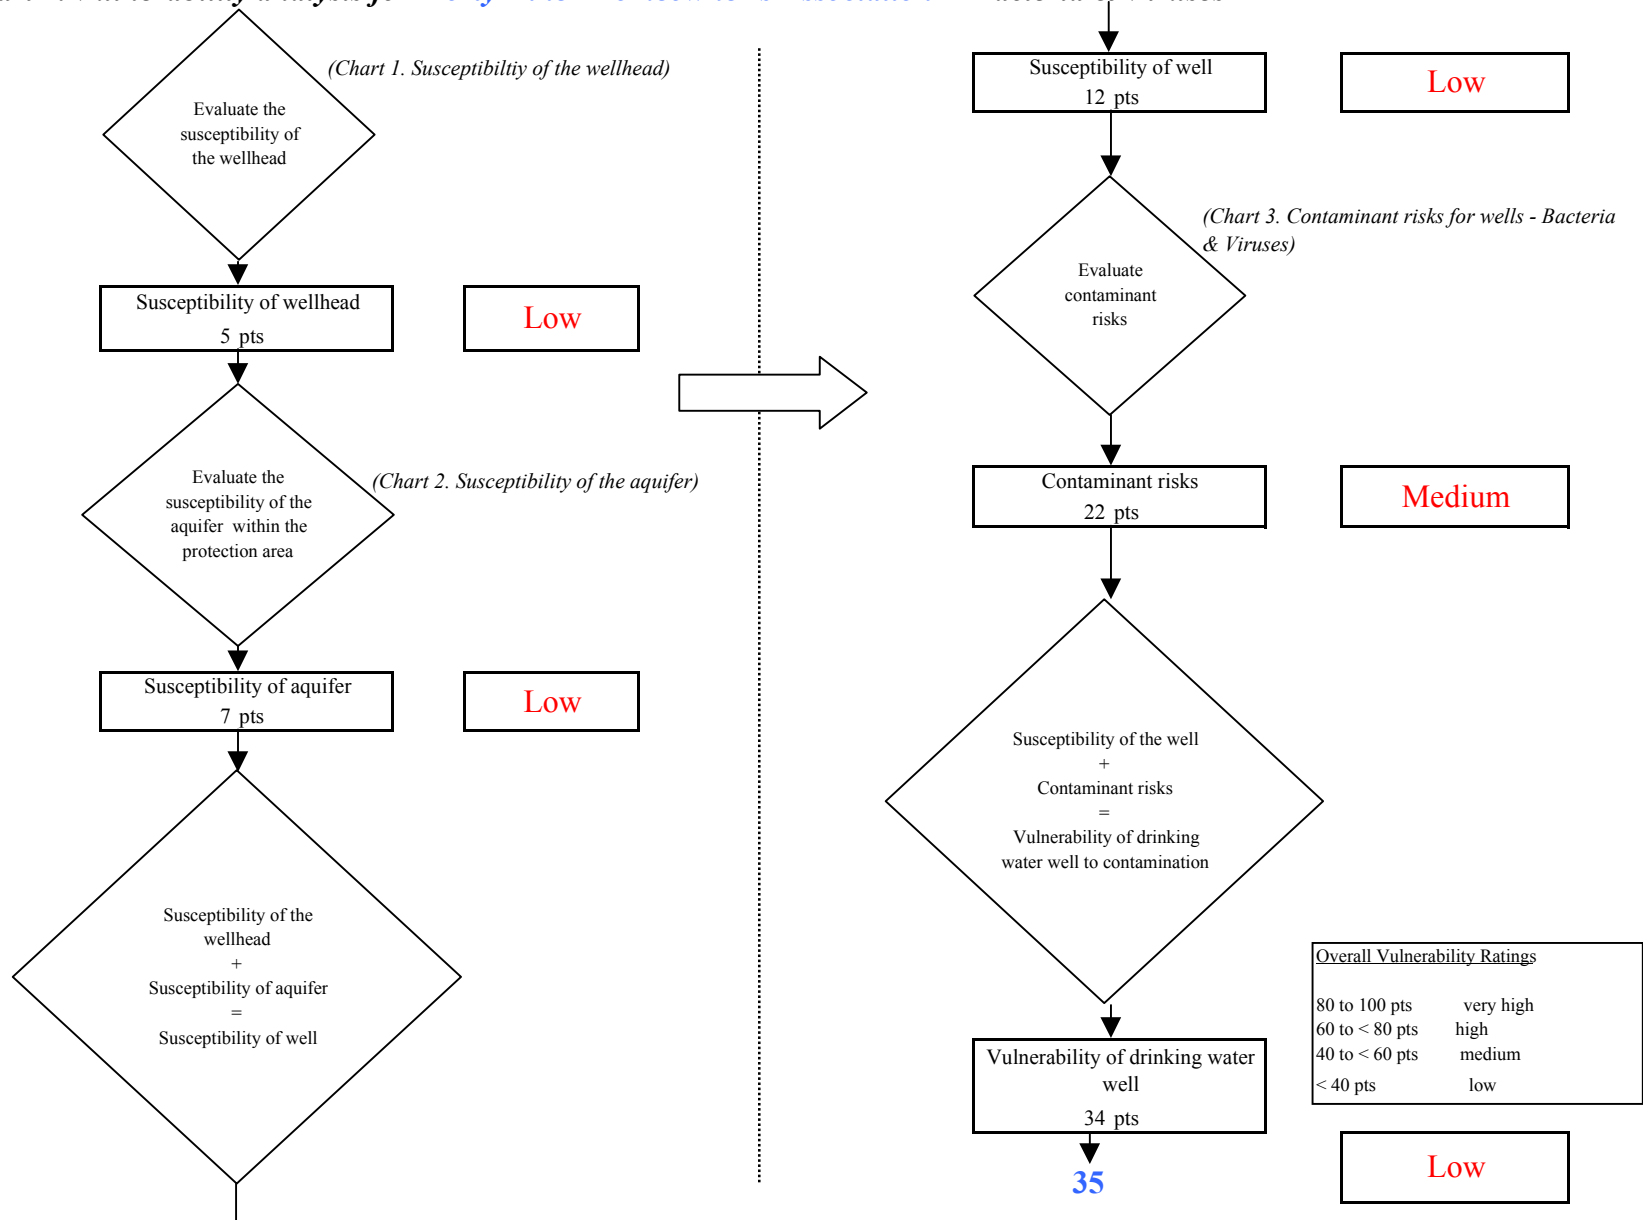 (Chart 1. Susceptibiltiy of the wellhead)
Evaluate the
susceptibility of
the wellhead
Susceptibility of wellhead
5 pts
Low
Evaluate the
susceptibility of the
aquifer within the
protection area
(Chart 2. Susceptibility of the aquifer)
Susceptibility of aquifer
7 pts
Low
Susceptibility of the
wellhead
+
Susceptibility of aquifer
=
Susceptibility of well
Susceptibility of well
12 pts
Low
(Chart 3. Contaminant risks for wells - Bacteria
& Viruses)
Evaluate
contaminant
risks
Contaminant risks
22 pts
Medium
Susceptibility of the well
+
Contaminant risks
=
Vulnerability of drinking
water well to contamination
Overall Vulnerability Ratings
80 to 100 pts very high
60 to < 80 pts high
40 to < 60 pts medium
< 40 pts low
Vulnerability of drinking water
well
34 pts
35
Low